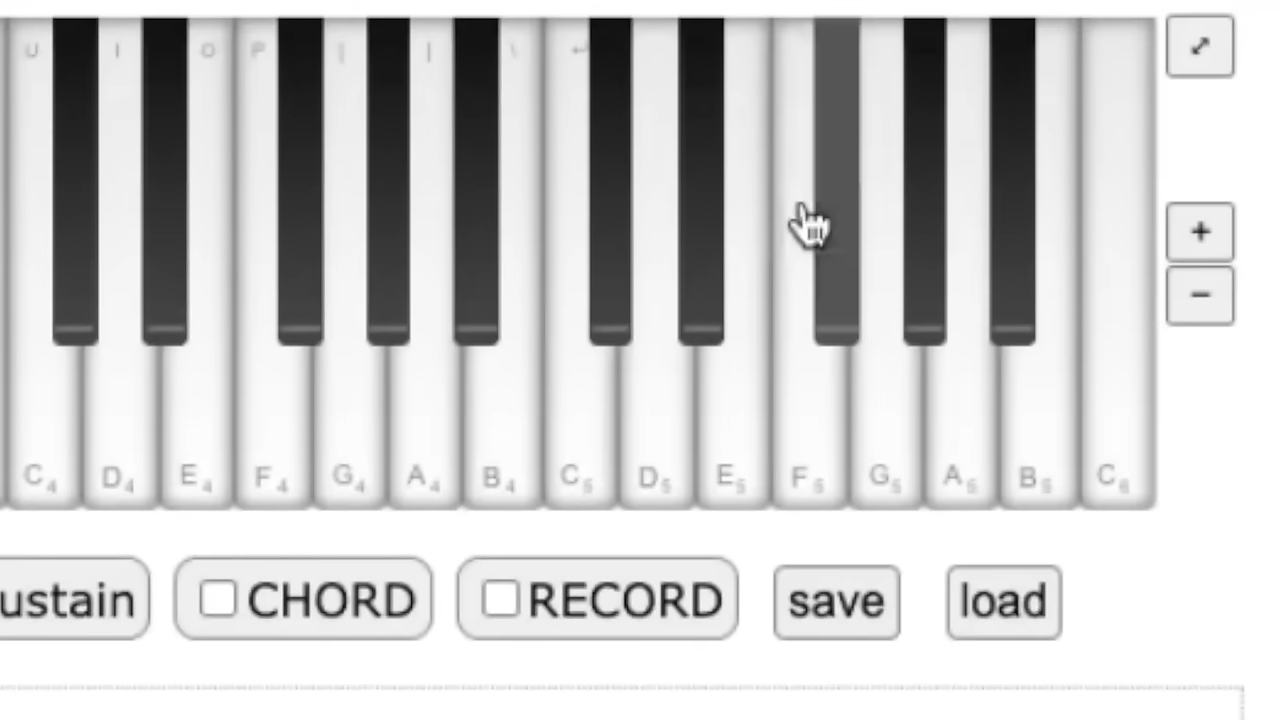 U I O P [ ] \ ↵
+
−
C4 D4 E4 F4 G4 A4 B4 C5 D5 E5 F5 G5 A5 B5 C6
ustain CHORD RECORD save load